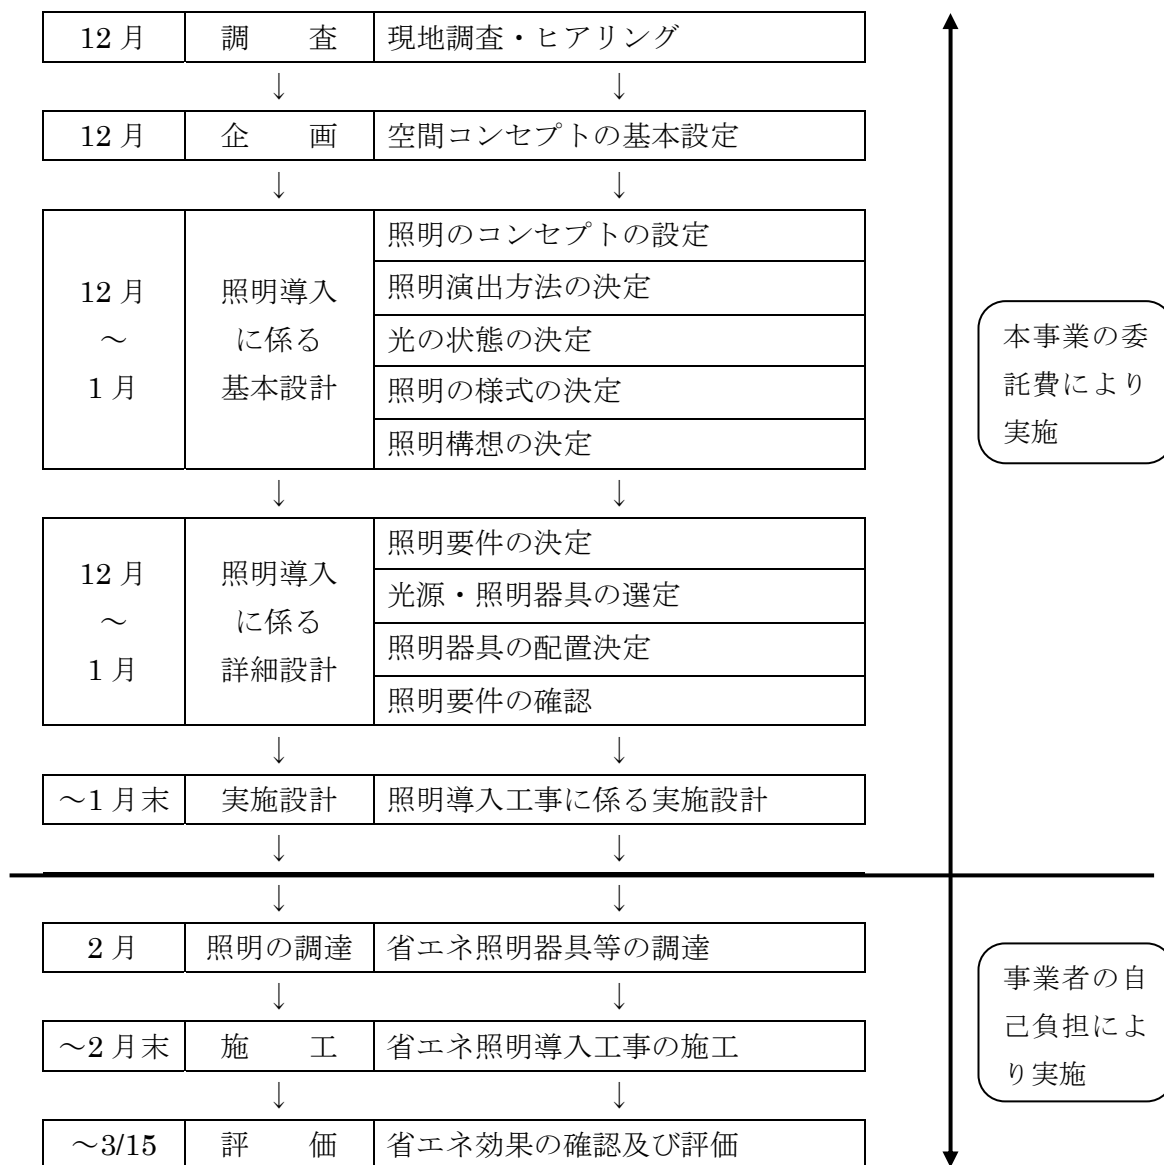 12 月 調　査 現地調査・ヒアリング
↓ ↓
12 月 企　画 空間コンセプトの基本設定
↓ ↓
12 月
～
1 月
照明導入
に係る
基本設計
照明のコンセプトの設定
照明演出方法の決定
光の状態の決定
照明の様式の決定
照明構想の決定
↓ ↓
12 月
～
1 月
照明導入
に係る
詳細設計
照明要件の決定
光源・照明器具の選定
照明器具の配置決定
照明要件の確認
↓ ↓
～1 月末 実施設計 照明導入工事に係る実施設計
↓ ↓
本事業の委
託費により
実施
↓ ↓
2 月 照明の調達 省エネ照明器具等の調達
↓ ↓
～2 月末 施　工 省エネ照明導入工事の施工
↓ ↓
～3/15 評　価 省エネ効果の確認及び評価
事業者の自
己負担によ
り実施